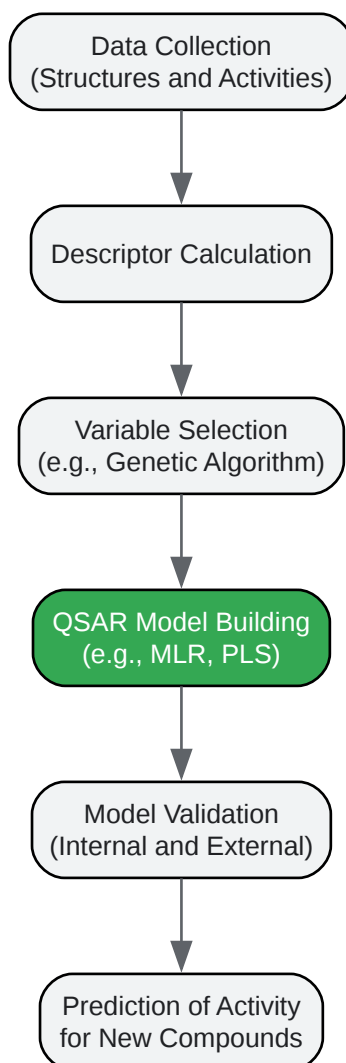 Data Collection
(Structures and Activities)
Descriptor Calculation
Variable Selection
(e.g., Genetic Algorithm)
QSAR Model Building
(e.g., MLR, PLS)
Model Validation
(Internal and External)
Prediction of Activity
for New Compounds